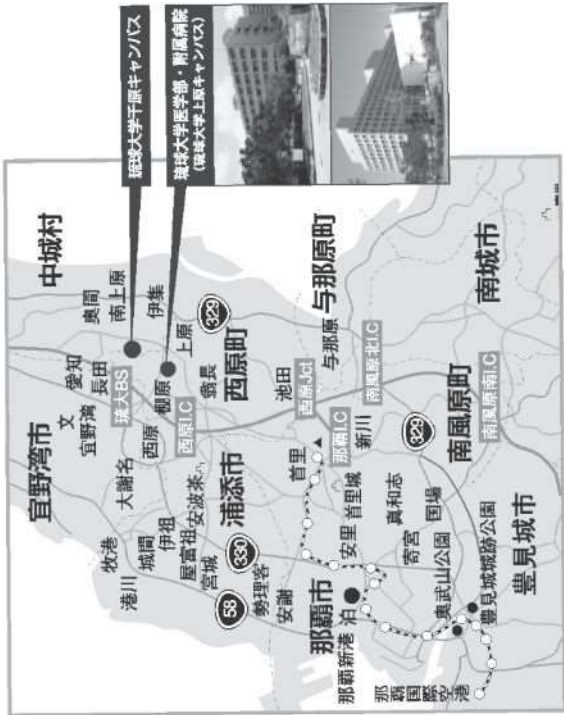 琉球大学千原キャンパス
琉球大学医学部・附属病院
(琉球大学上原キャンパス)
宜野湾市
中城村
奥間
南上原
伊集
上原
329
愛知
長田
琉大BS
文
宜野湾
棚原
西原
西原I.C
翁長
西原町
大謝名
牧港
港川
城間
伊祖
屋富祖
安波茶
宮城
浦添市
58
330
勢理客
安謝
首里
池田
西原Jct
与那原町
与那原
南風原北I.C
那覇I.C
新川
首里城
安里
那覇市
泊
那覇新港
真和志
寄宮
国場
329
南風原町
南風原南I.C
南城市
奥武山公園
豊見城城跡公園
豊見城市
那覇国際空港